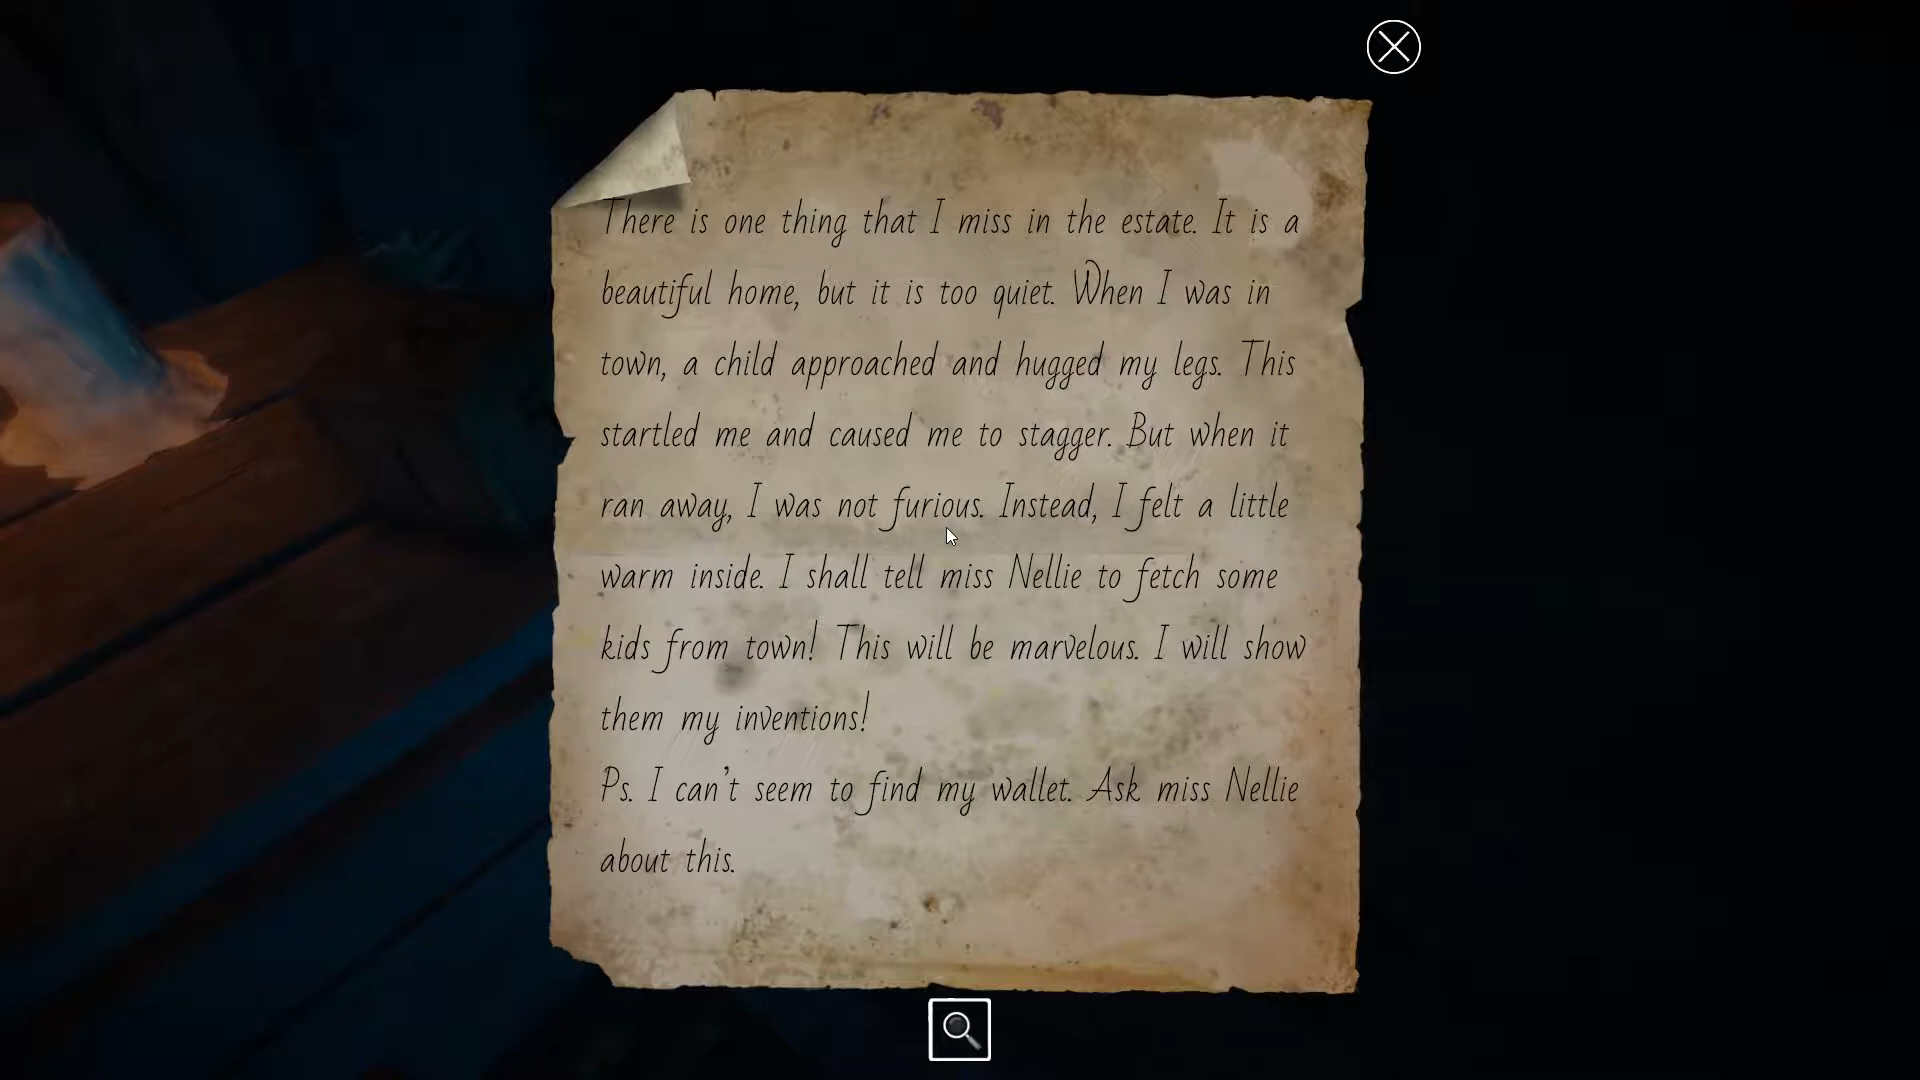 There is one thing that I miss in the estate. It is a
beautiful home, but it is too quiet. When I was in
town, a child approached and hugged my legs. This
startled me and caused me to stagger. But when it
ran away, I was not furious. Instead, I felt a little
warm inside. I shall tell miss Nellie to fetch some
kids from town! This will be marvelous. I will show
them my inventions!
Ps. I can't seem to find my wallet. Ask miss Nellie
about this.